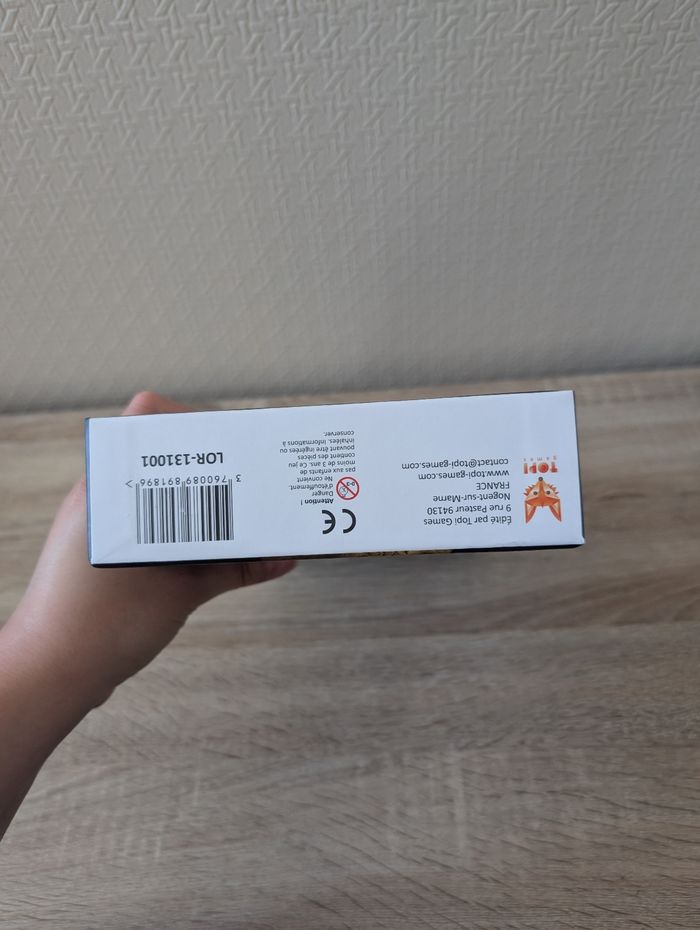 TOPI
games
Édité par Topi Games
9 rue Pasteur 94130
Nogent-sur-Marne
FRANCE
www.topi-games.com
contact@topi-games.com
CE
0-3
Attention !
Danger
d'étouffement.
Ne convient
pas aux enfants de
moins de 3 ans. Ce jeu
contient des pièces
pouvant être ingérées ou
inhalées. informations à
conserver.
3 760089 891896 >
LOR-131001